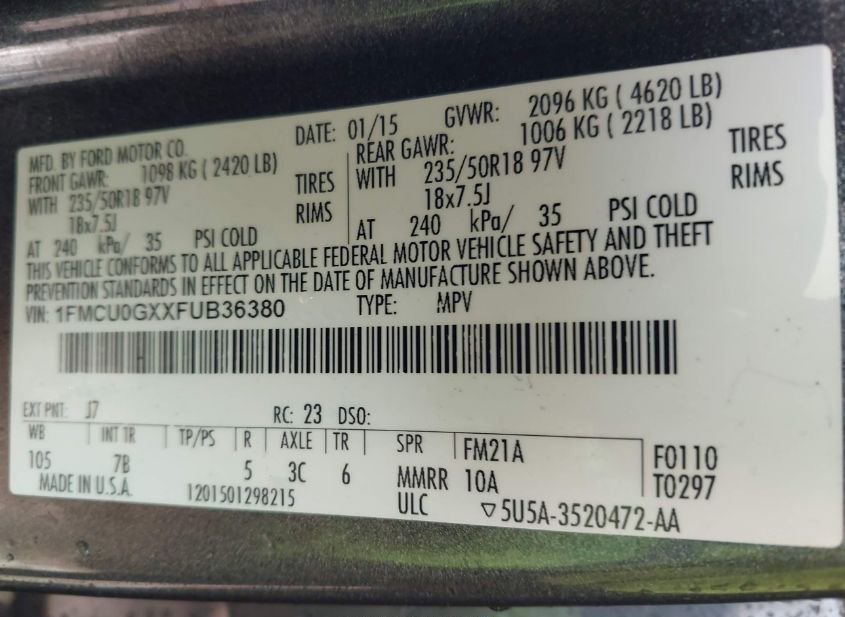 MFD. BY FORD MOTOR CO.
DATE: 01/15 GVWR: 2096 KG ( 4620 LB)
FRONT GAWR: 1098 KG ( 2420 LB)
REAR GAWR: 1006 KG ( 2218 LB)
WITH 235/50R18 97V TIRES
WITH 235/50R18 97V TIRES
18x7.5J RIMS
18x7.5J RIMS
AT 240 kPa/ 35 PSI COLD
AT 240 kPa/ 35 PSI COLD
THIS VEHICLE CONFORMS TO ALL APPLICABLE FEDERAL MOTOR VEHICLE SAFETY AND THEFT
PREVENTION STANDARDS IN EFFECT ON THE DATE OF MANUFACTURE SHOWN ABOVE.
VIN: 1FMCU0GXXFUB36380 TYPE: MPV
EXT PNT: J7 RC: 23 DSO:
WB INT TR TP/PS R AXLE TR SPR FM21A F0110
105 7B 5 3C 6 MMRR 10A T0297
MADE IN U.S.A. 1201501298215 ULC ▽5U5A-3520472-AA